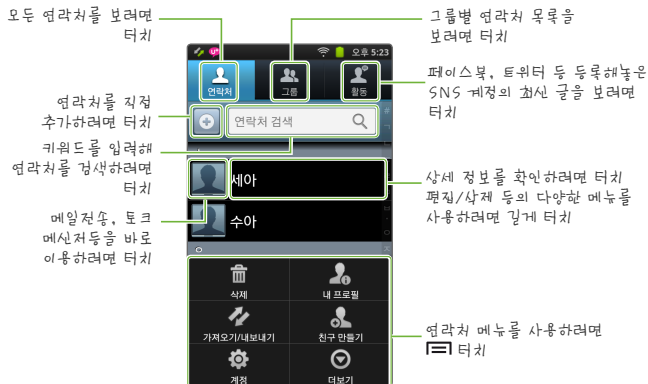 모든 연락처를 보려면
터치
연락처를 직접
추가하려면 터치
키워드를 입력해
연락처를 검색하려면
터치
메일전송, 토크
메신저등을 바로
이용하려면 터치
오후 5:23
연락처
그룹
활동
연락처 검색
#
ㄱ
세아
수아
ㅇ
삭제
내 프로필
가져오기/내보내기
친구 만들기
계정
더보기
그룹별 연락처 목록을
보려면 터치
페이스북, 트위터 등 등록해놓은
SNS 계정의 최신 글을 보려면
터치
상세 정보를 확인하려면 터치
편집/삭제 등의 다양한 메뉴를
사용하려면 길게 터치
연락처 메뉴를 사용하려면
터치